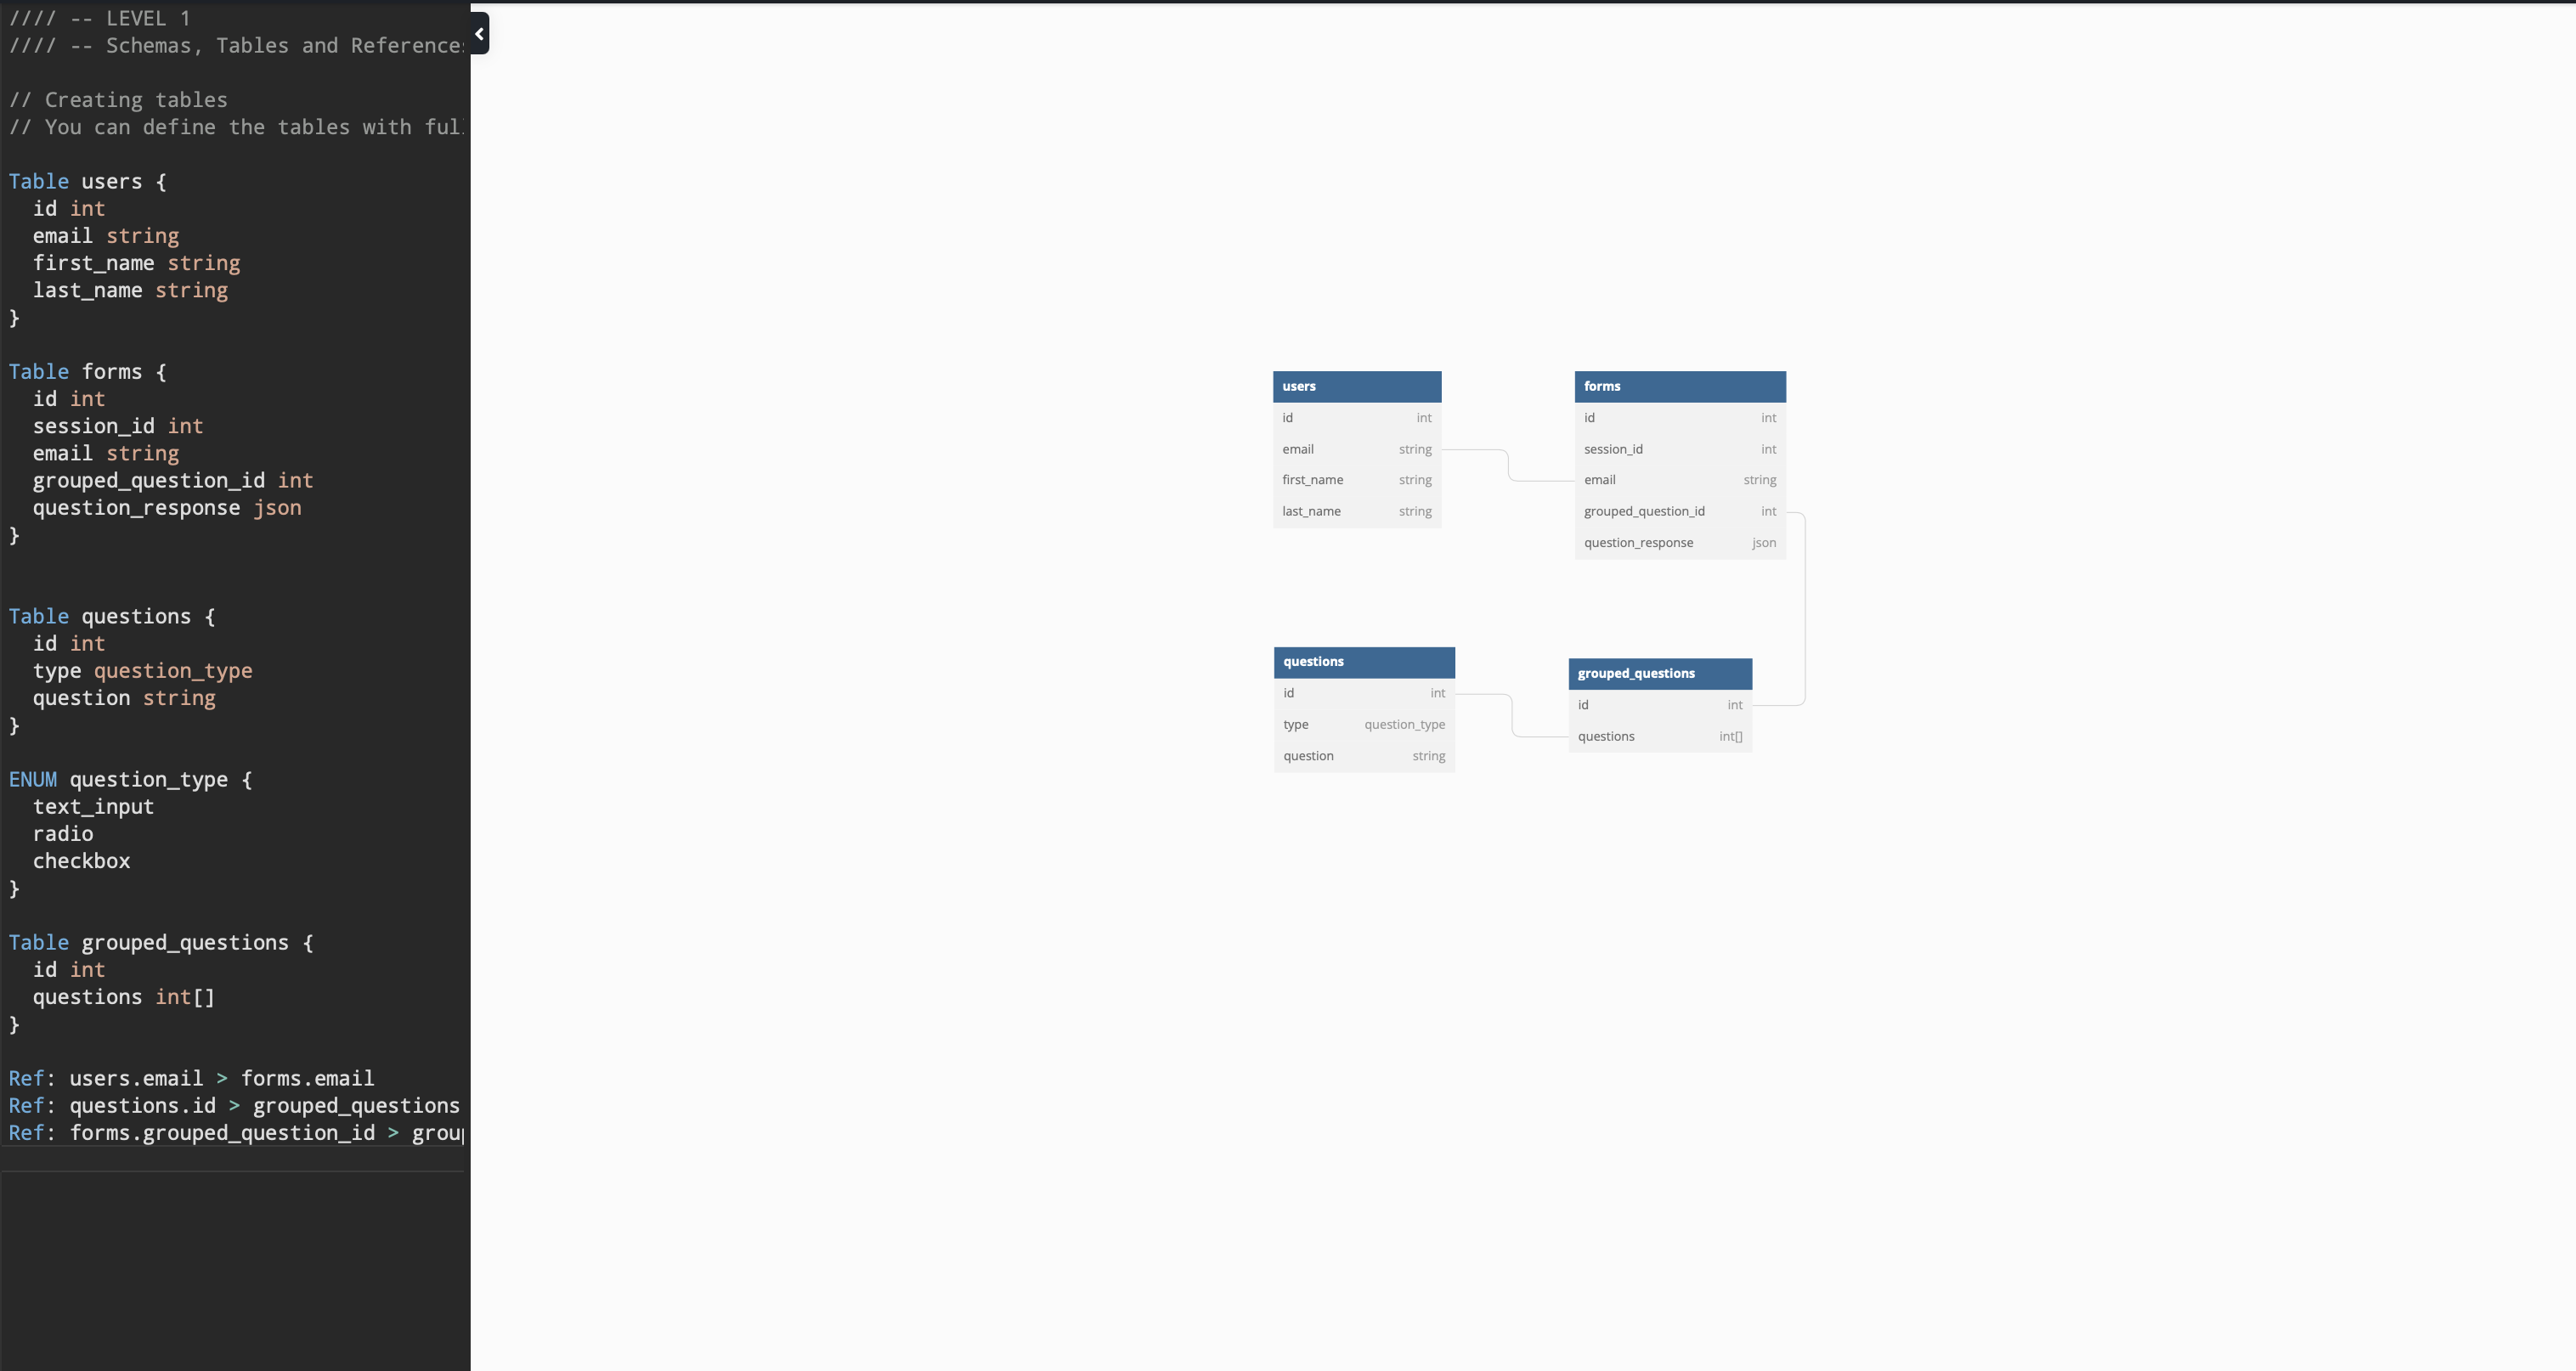 //// -- LEVEL 1
//// -- Schemas, Tables and References
// Creating tables
// You can define the tables with ful
Table users {
id int
email string
first_name string
last_name string
}
Table forms {
id int
session_id int
email string
grouped_question_id int
question_response json
}
Table questions {
id int
type question_type
question string
}
ENUM question_type {
text_input
radio
checkbox
}
Table grouped_questions {
id int
questions int[]
}
Ref: users.email > forms.email
Ref: questions.id > grouped_questions
Ref: forms.grouped_question_id > grou
users
id int
email string
first_name string
last_name string
forms
id int
session_id int
email string
grouped_question_id int
question_response json
questions
id int
type question_type
question string
grouped_questions
id int
questions int[]